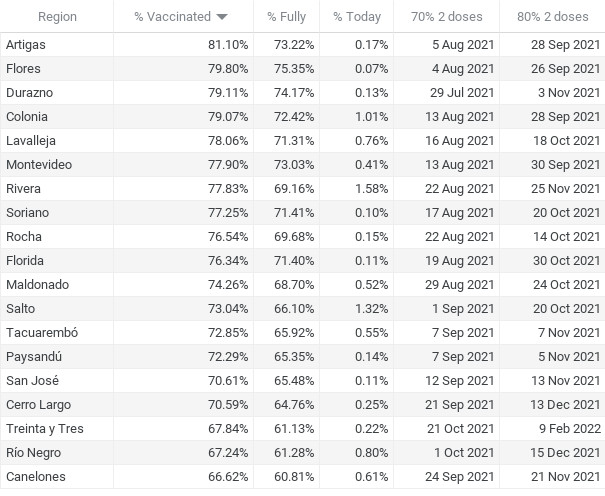 Region % Vaccinated % Fully % Today 70% 2 doses 80% 2 doses
Artigas 81.10% 73.22% 0.17% 5 Aug 2021 28 Sep 2021
Flores 79.80% 75.35% 0.07% 4 Aug 2021 26 Sep 2021
Durazno 79.11% 74.17% 0.13% 29 Jul 2021 3 Nov 2021
Colonia 79.07% 72.42% 1.01% 13 Aug 2021 28 Sep 2021
Lavalleja 78.06% 71.31% 0.76% 16 Aug 2021 18 Oct 2021
Montevideo 77.90% 73.03% 0.41% 13 Aug 2021 30 Sep 2021
Rivera 77.83% 69.16% 1.58% 22 Aug 2021 25 Nov 2021
Soriano 77.25% 71.41% 0.10% 17 Aug 2021 20 Oct 2021
Rocha 76.54% 69.68% 0.15% 22 Aug 2021 14 Oct 2021
Florida 76.34% 71.40% 0.11% 19 Aug 2021 30 Oct 2021
Maldonado 74.26% 68.70% 0.52% 29 Aug 2021 24 Oct 2021
Salto 73.04% 66.10% 1.32% 1 Sep 2021 20 Oct 2021
Tacuarembó 72.85% 65.92% 0.55% 7 Sep 2021 7 Nov 2021
Paysandú 72.29% 65.35% 0.14% 7 Sep 2021 5 Nov 2021
San José 70.61% 65.48% 0.11% 12 Sep 2021 13 Nov 2021
Cerro Largo 70.59% 64.76% 0.25% 21 Sep 2021 13 Dec 2021
Treinta y Tres 67.84% 61.13% 0.22% 21 Oct 2021 9 Feb 2022
Río Negro 67.24% 61.28% 0.80% 1 Oct 2021 15 Dec 2021
Canelones 66.62% 60.81% 0.61% 24 Sep 2021 21 Nov 2021